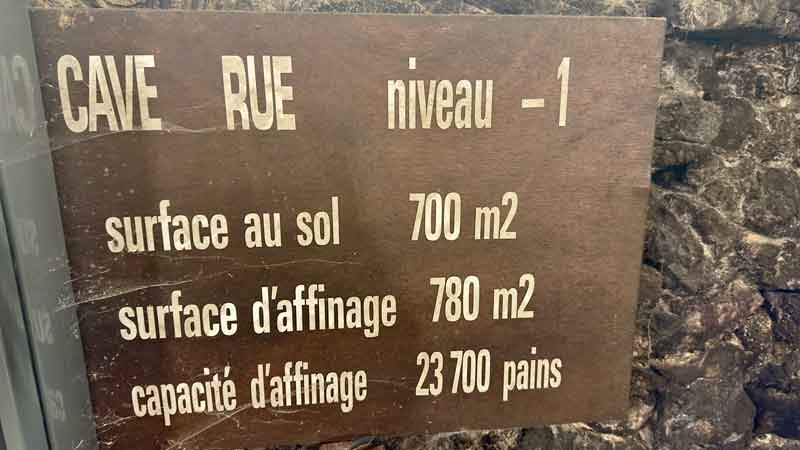 CAVE RUE niveau -1
surface au sol 700 m2
surface d'affinage 780 m2
capacité d'affinage 23 700 pains